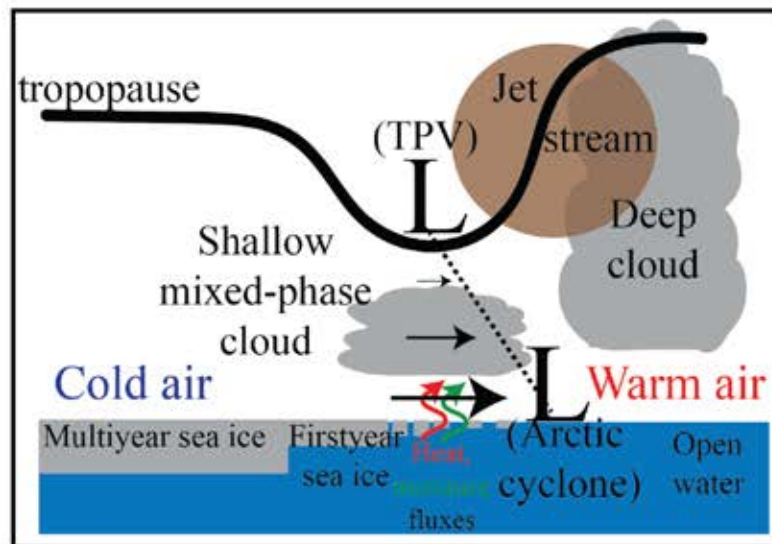 tropopause
(TPV)
L
Jet
stream
Deep
cloud
Shallow
mixed-phase
cloud
Cold air
Warm air
L
(Arctic
cyclone)
Multiyear sea ice
Firstyear
sea ice
Heat,
moisture
fluxes
Open
water